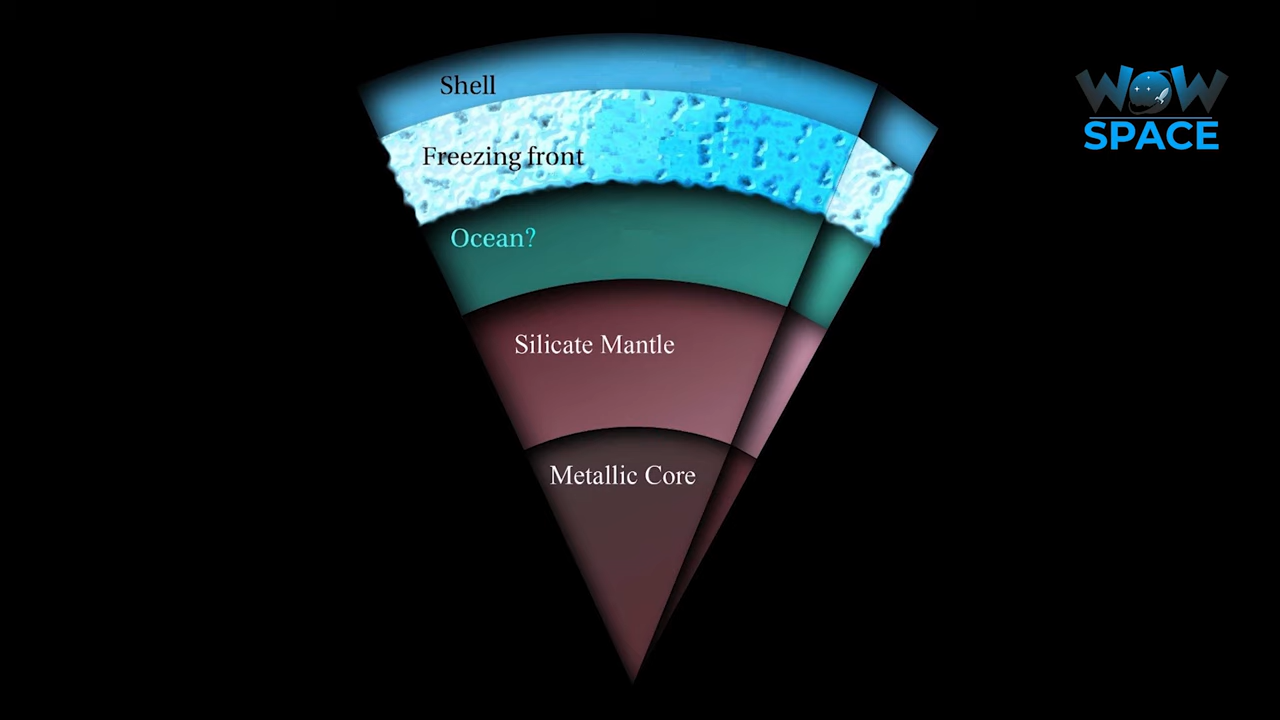 Shell
Freezing front
Ocean?
Silicate Mantle
Metallic Core
WOW
SPACE